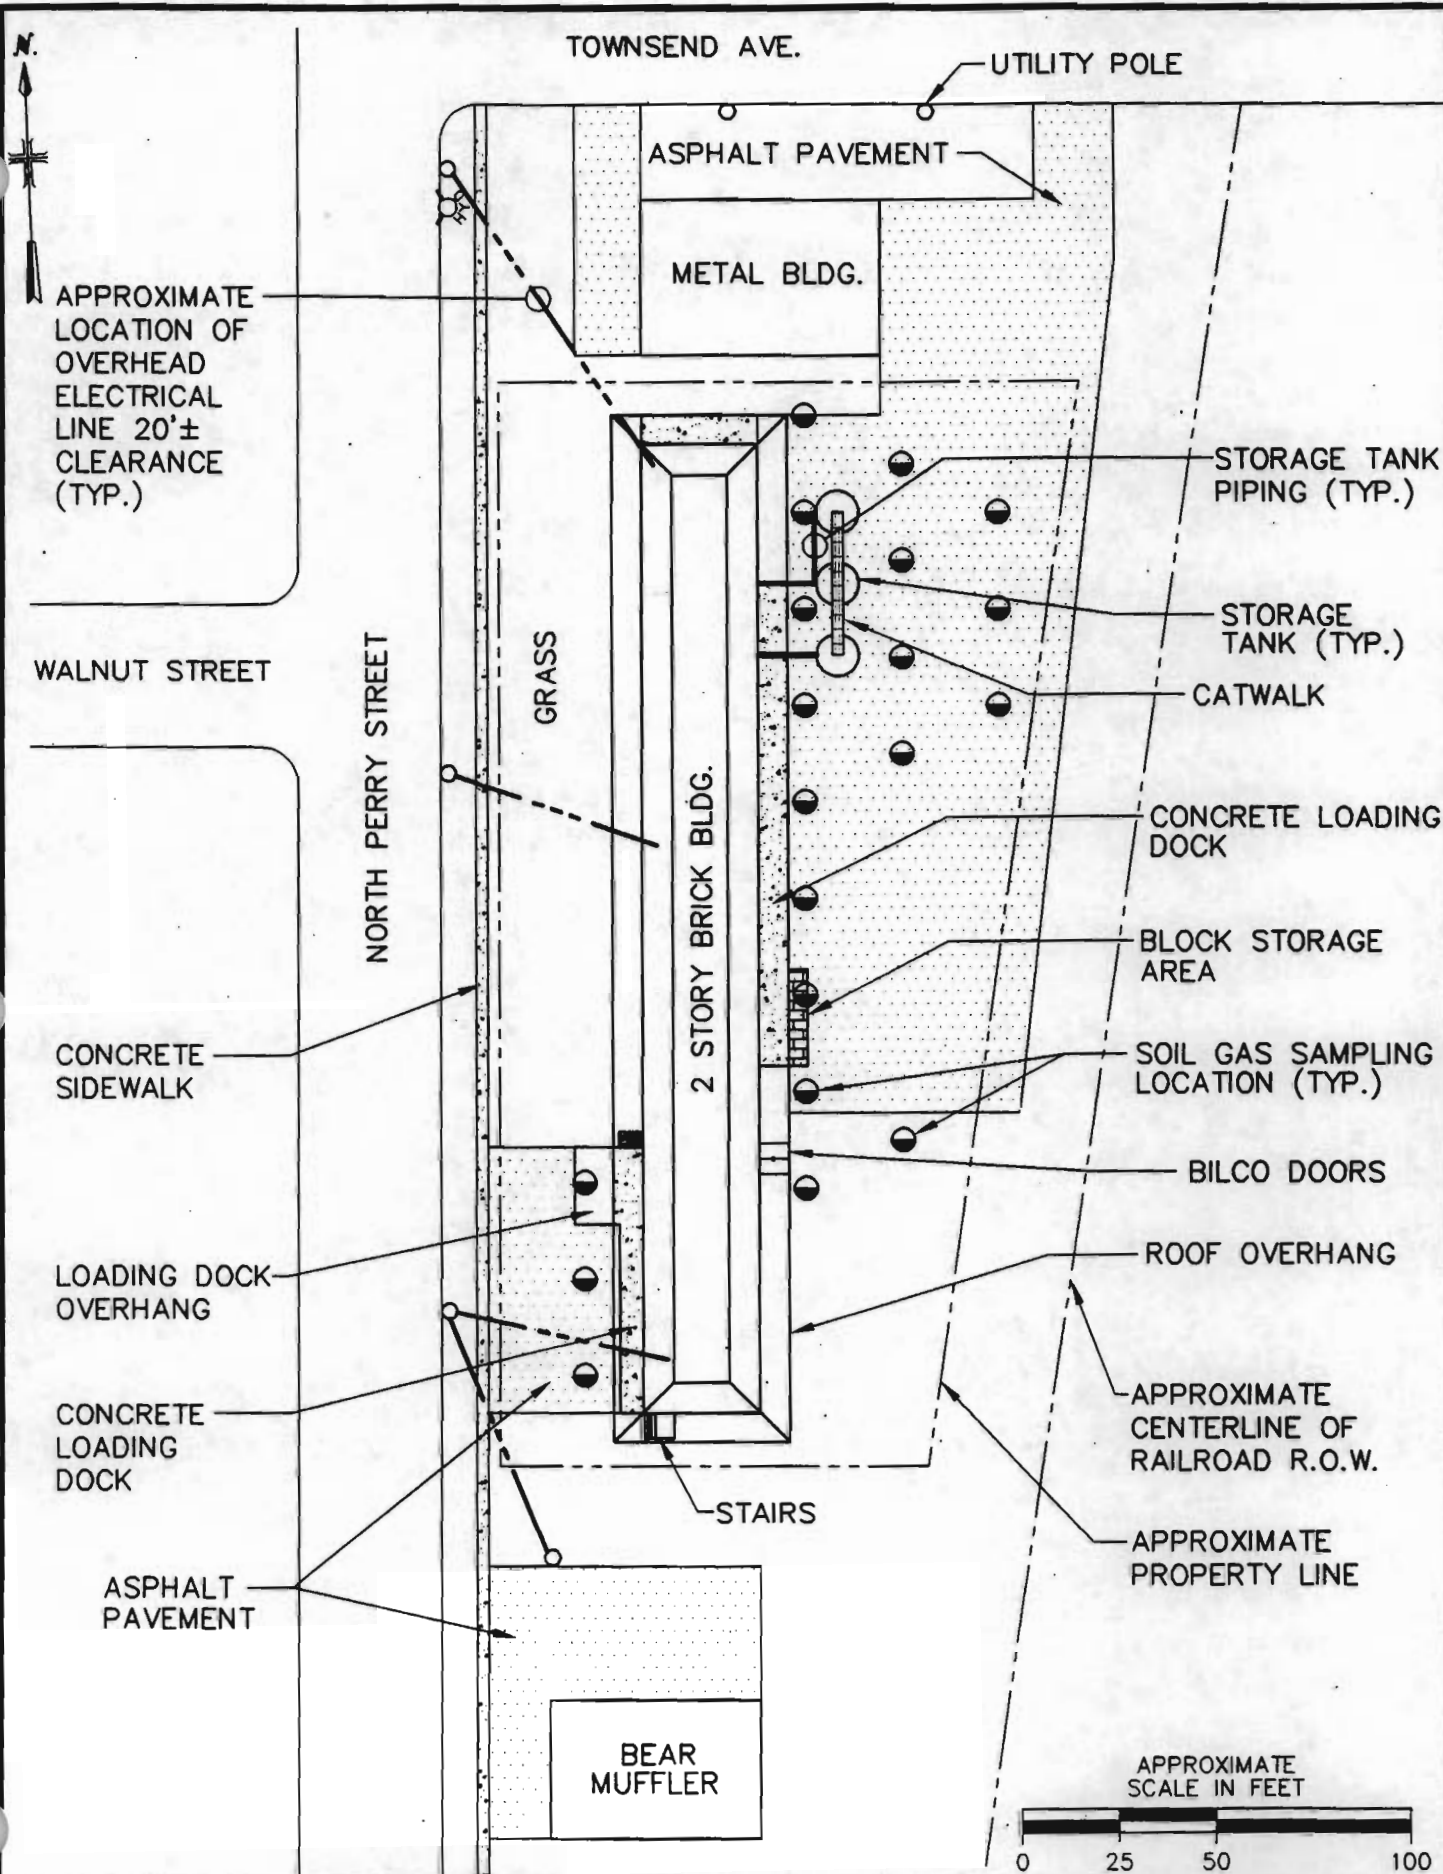 N.
TOWNSEND AVE.
UTILITY POLE
ASPHALT PAVEMENT
METAL BLDG.
APPROXIMATE
LOCATION OF
OVERHEAD
ELECTRICAL
LINE 20'±
CLEARANCE
(TYP.)
STORAGE TANK
PIPING (TYP.)
STORAGE
TANK (TYP.)
WALNUT STREET
NORTH PERRY STREET
GRASS
CATWALK
2 STORY BRICK BLDG.
CONCRETE LOADING
DOCK
BLOCK STORAGE
AREA
CONCRETE
SIDEWALK
SOIL GAS SAMPLING
LOCATION (TYP.)
BILCO DOORS
LOADING DOCK
OVERHANG
ROOF OVERHANG
CONCRETE
LOADING
DOCK
APPROXIMATE
CENTERLINE OF
RAILROAD R.O.W.
STAIRS
APPROXIMATE
PROPERTY LINE
ASPHALT
PAVEMENT
BEAR
MUFFLER
APPROXIMATE
SCALE IN FEET
0 25 50 100